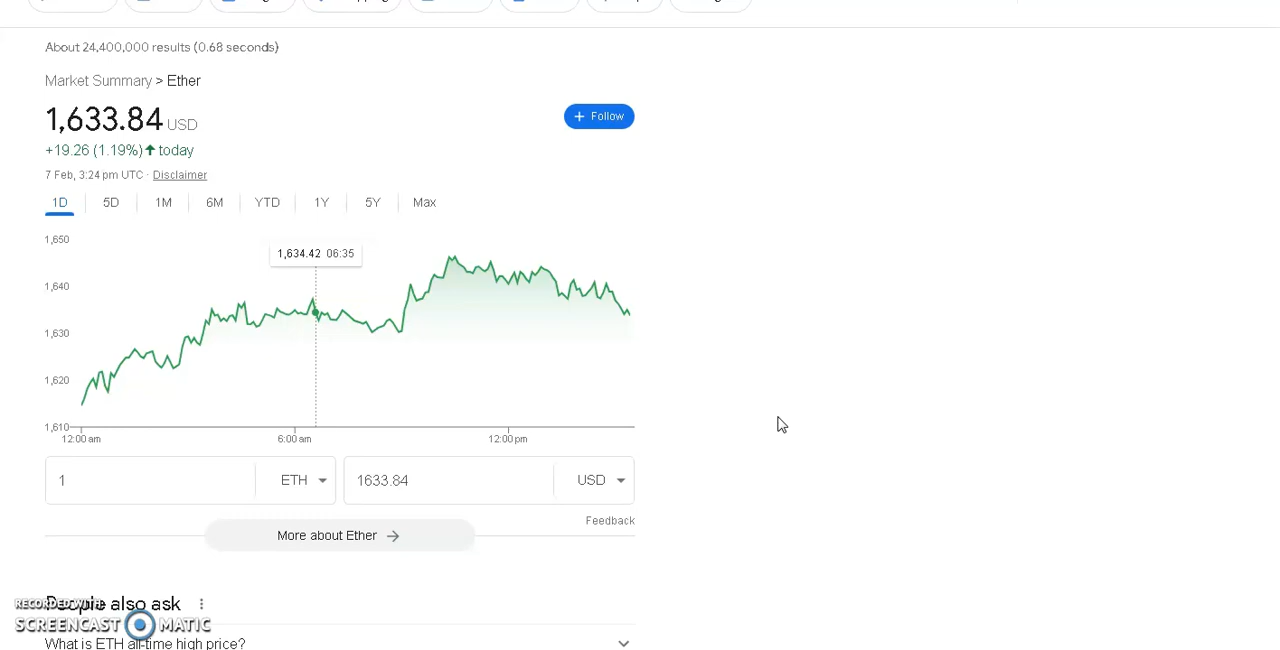 About 24,400,000 results (0.68 seconds)
Market Summary > Ether
1,633.84 USD
+ Follow
+19.26 (1.19%) today
7 Feb, 3:24 pm UTC · Disclaimer
1D 5D 1M 6M YTD 1Y 5Y Max
1,650
1,634.42 06:35
1,640
1,630
1,620
1,610
12:00 am 6:00 am 12:00 pm
1 ETH 1633.84 USD
Feedback
More about Ether
People also ask
RECORDED WITH
SCREENCAST MATIC
What is ETH all-time high price?